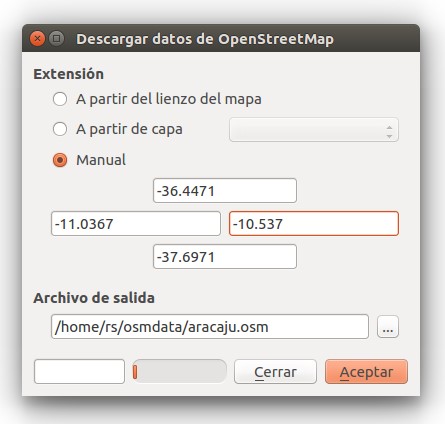 Descargar datos de OpenStreetMap
Extensión
A partir del lienzo del mapa
A partir de capa
Manual
-36.4471
-11.0367 -10.537
-37.6971
Archivo de salida
/home/rs/osmdata/aracaju.osm ...
Cerrar Aceptar